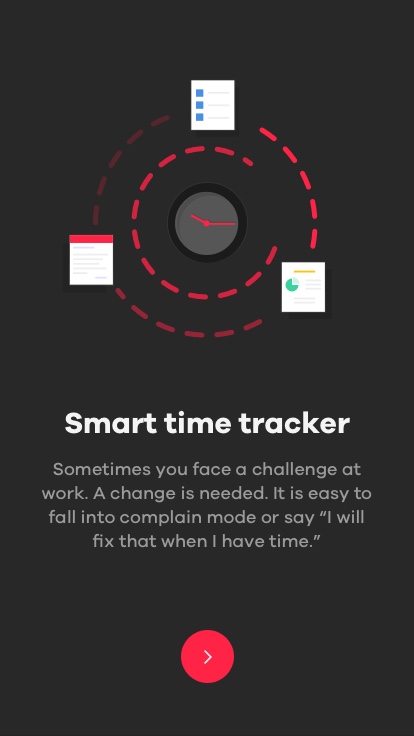 Smart time tracker
Sometimes you face a challenge at
work. A change is needed. It is easy to
fall into complain mode or say “I will
fix that when I have time.”